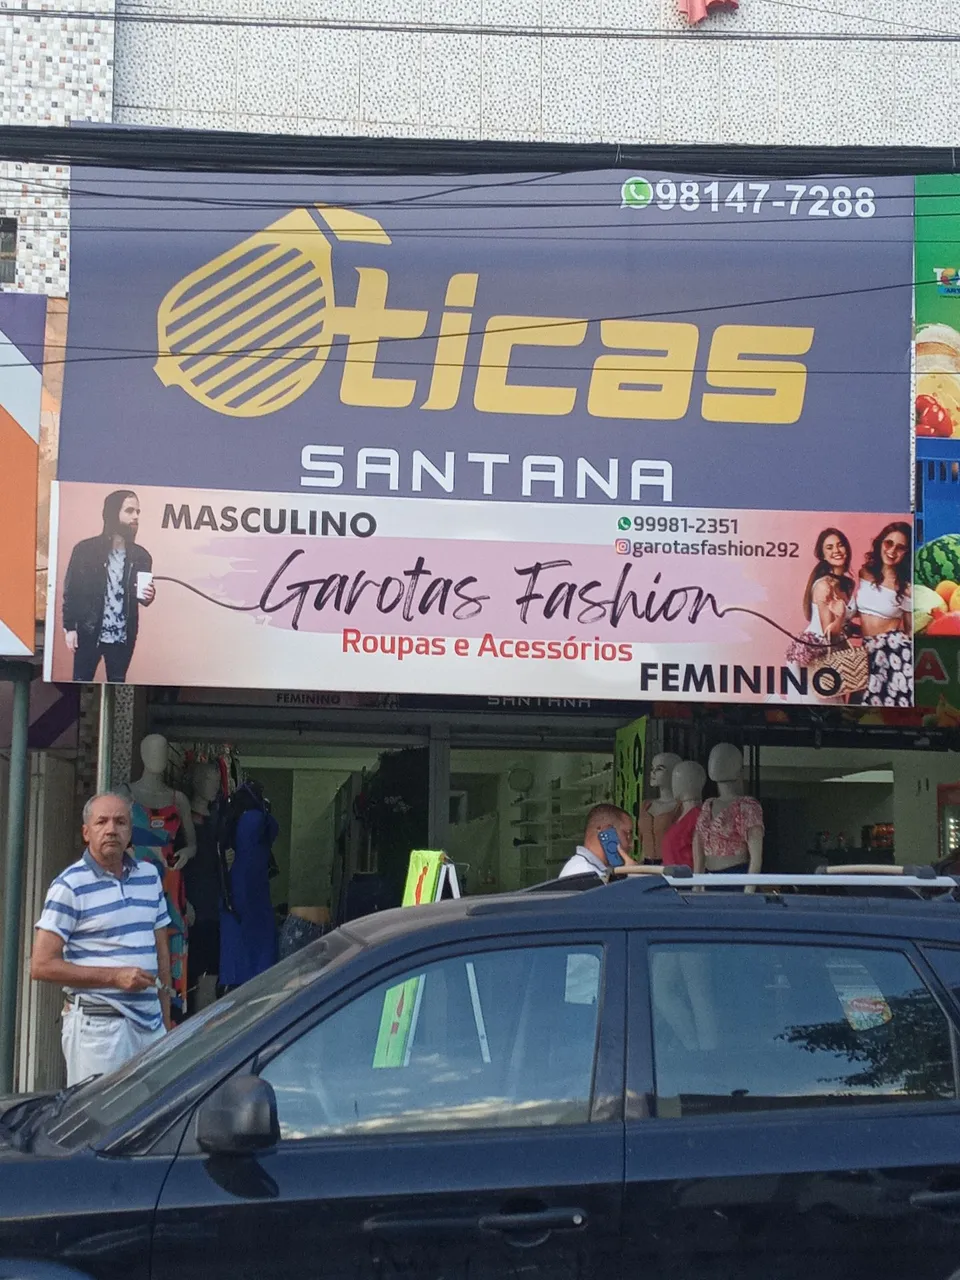 98147-7288
Óticas
SANTANA
MASCULINO
99981-2351
garotasfashion292
Garotas Fashion
Roupas e Acessórios
FEMININO
FEMININO
SANTANA